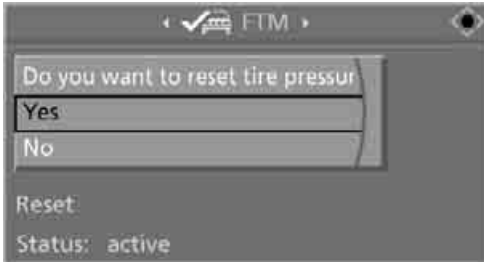 FTM
Do you want to reset tire pressur
Yes
No
Reset
Status: active